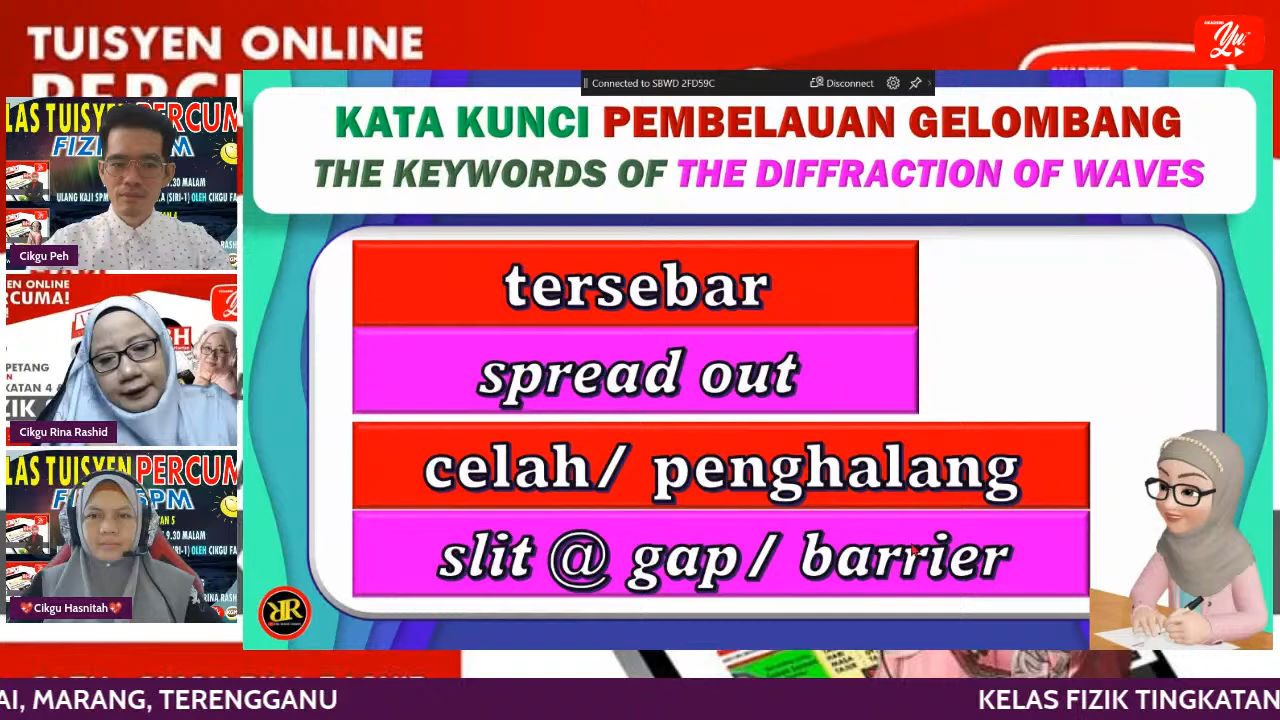 TUISYEN ONLINE
Connected to SBWD 2FD59C
Disconnect
KATA KUNCI PEMBELAUAN GELOMBANG
THE KEYWORDS OF THE DIFFRACTION OF WAVES
tersebar
spread out
celah/ penghalang
slit @ gap/ barrier
Cikgu Peh
Cikgu Rina Rashid
💖Cikgu Hasnitah💖
AI, MARANG, TERENGGANU
KELAS FIZIK TINGKATAN